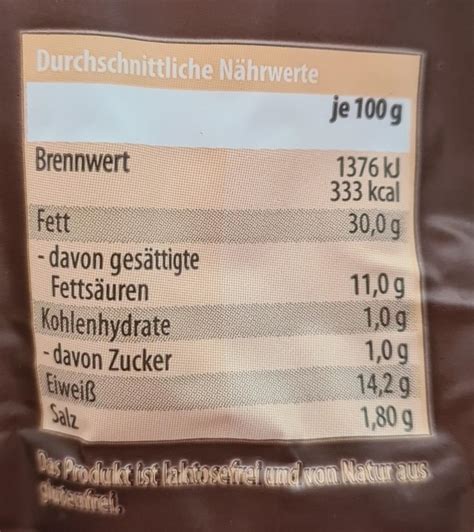 Durchschnittliche Nährwerte
je 100 g
Brennwert 1376 kJ
333 kcal
Fett 30,0 g
- davon gesättigte
Fettsäuren 11,0 g
Kohlenhydrate 1,0 g
- davon Zucker 1,0 g
Eiweiß 14,2 g
Salz 1,80 g
Das Produkt ist laktosefrei und von Natur aus
glutenfrei.